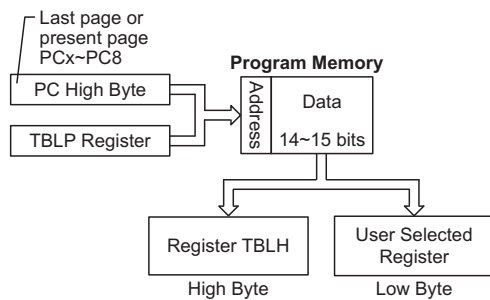 Last page or
present page
PCx~PC8
Program Memory
PC High Byte
TBLP Register
Address
Data
14~15 bits
Register TBLH
User Selected
Register
High Byte
Low Byte